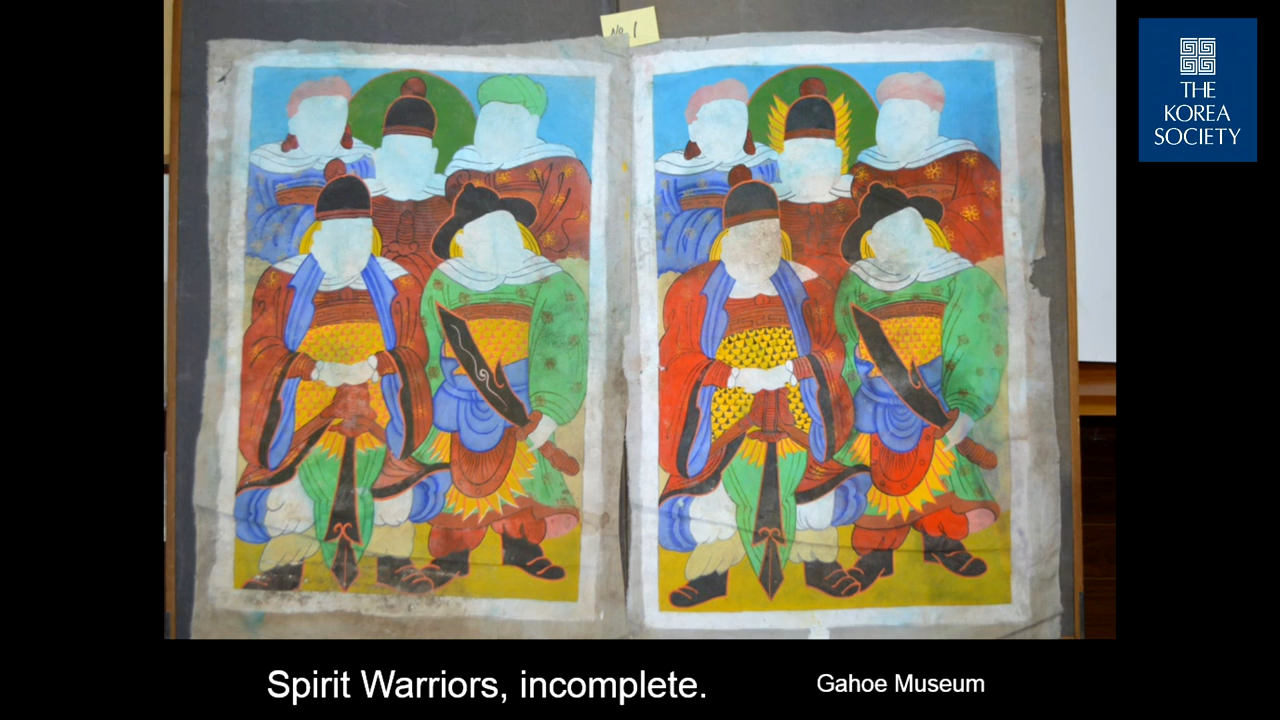 No 1
THE
KOREA
SOCIETY
Spirit Warriors, incomplete.
Gahoe Museum